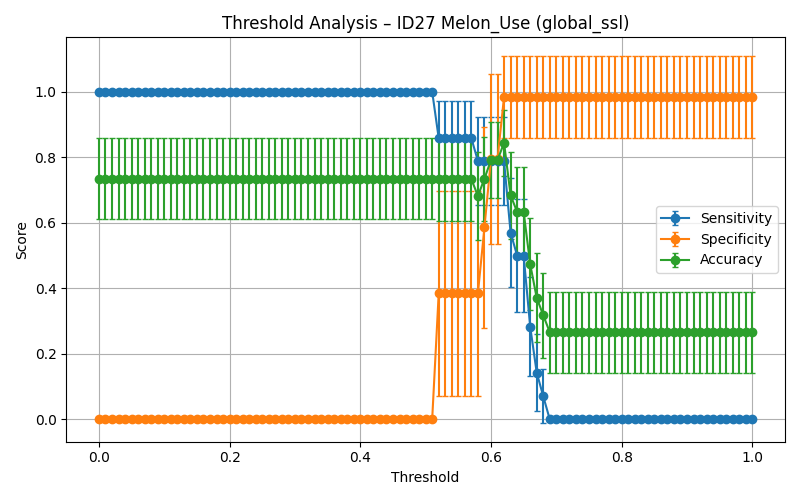 Threshold Analysis – ID27 Melon_Use (global_ssl)
Score
1.0
0.8
0.6
0.4
0.2
0.0
Sensitivity
Specificity
Accuracy
0.0 0.2 0.4 0.6 0.8 1.0
Threshold